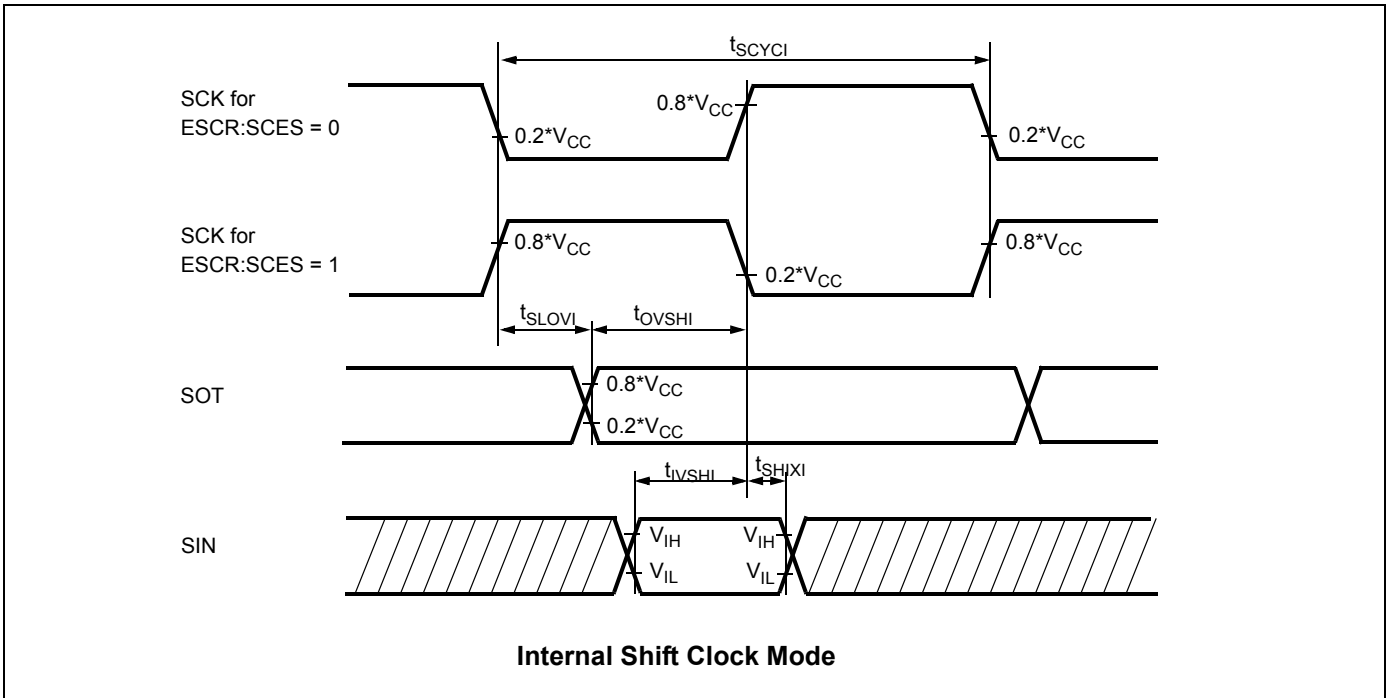 tSCYCI
SCK for
ESCR:SCES = 0
0.8*VCC
0.2*VCC
0.2*VCC
SCK for
ESCR:SCES = 1
0.8*VCC
0.2*VCC
0.8*VCC
tSLOVI
tOVSHI
SOT
0.8*VCC
0.2*VCC
tIVSHI
tSHIXI
SIN
VIH
VIH
VIL
VIL
Internal Shift Clock Mode